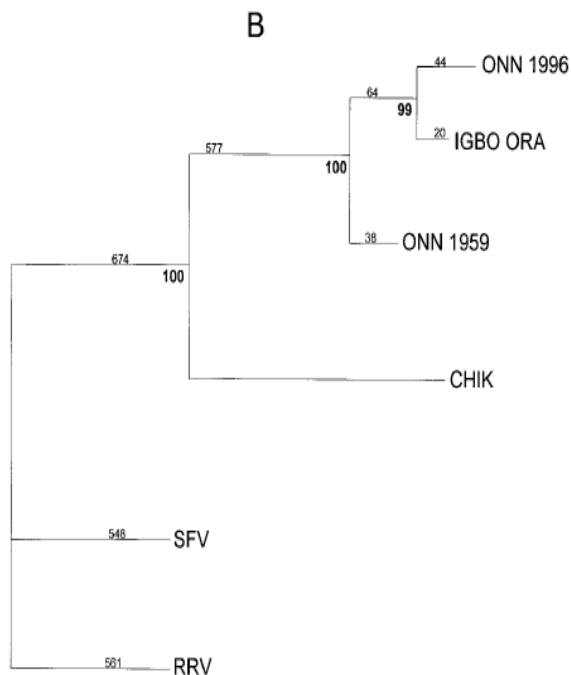 B
44
ONN 1996
64
99
20
IGBO ORA
577
100
38
ONN 1959
674
100
CHIK
548
SFV
561
RRV